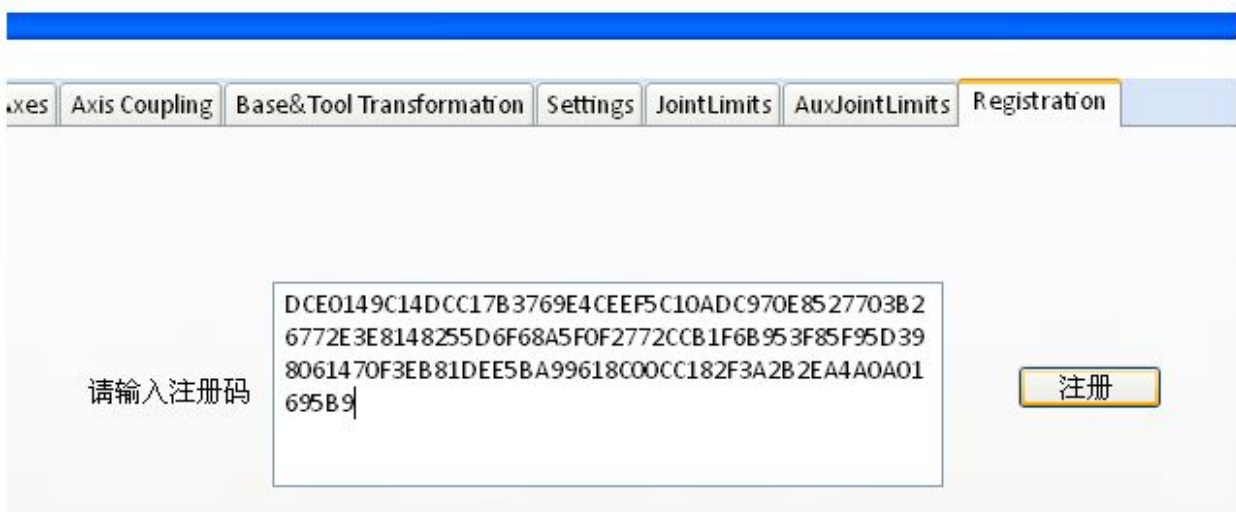 Axes Axis Coupling Base&Tool Transformation Settings JointLimits AuxJointLimits Registration
DCE0149C14DCC17B3769E4CEEF5C10ADC970E8527703B2
6772E3E8148255D6F68A5F0F2772CCB1F6B953F85F95D39
8061470F3EB81DEE5BA99618C00CC182F3A2B2EA4A0A01
请输入注册码 695B9 注册